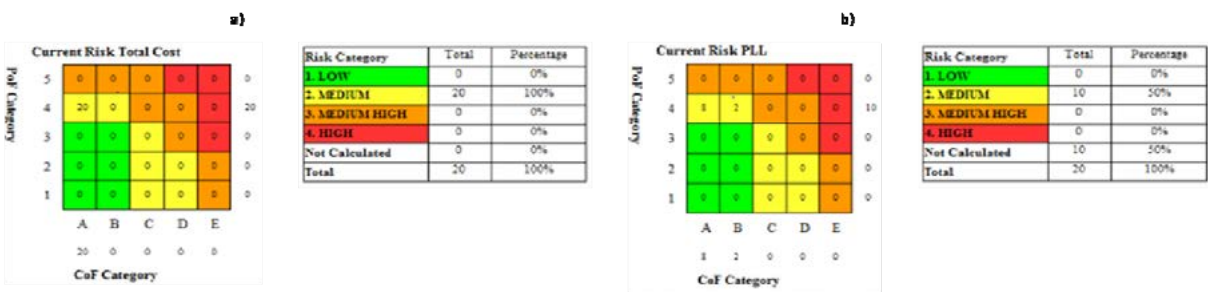 a)
Current Risk Total Cost
PoF Category
5 0 0 0 0 0 0
4 20 0 0 0 0 20
3 0 0 0 0 0 0
2 0 0 0 0 0 0
1 0 0 0 0 0 0
A B C D E
20 0 0 0 0
CoF Category
Risk Category Total Percentage
1. LOW 0 0%
2. MEDIUM 20 100%
3. MEDIUM HIGH 0 0%
4. HIGH 0 0%
Not Calculated 0 0%
Total 20 100%
b)
Current Risk PLL
PoF Category
5 0 0 0 0 0 0
4 8 2 0 0 0 10
3 0 0 0 0 0 0
2 0 0 0 0 0 0
1 0 0 0 0 0 0
A B C D E
8 2 0 0 0
CoF Category
Risk Category Total Percentage
1. LOW 0 0%
2. MEDIUM 10 50%
3. MEDIUM HIGH 0 0%
4. HIGH 0 0%
Not Calculated 10 50%
Total 20 100%